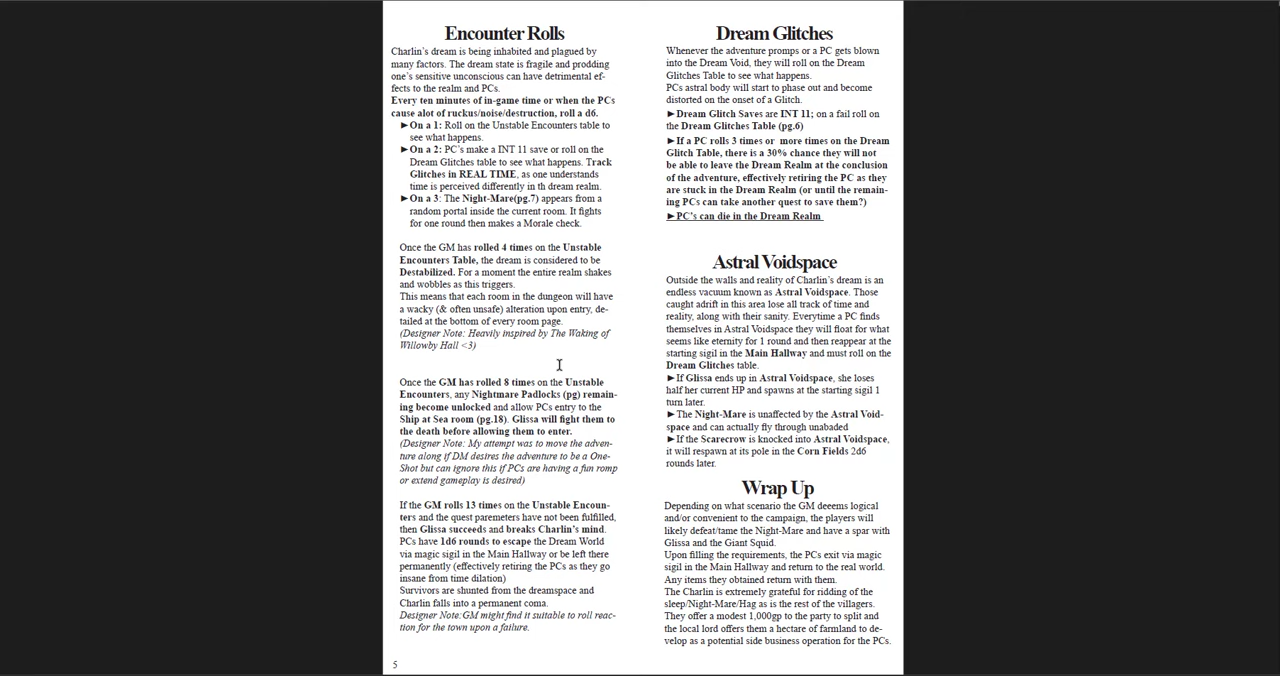 Encounter Rolls
Charlin's dream is being inhabited and plagued by
many factors. The dream state is fragile and prodding
one's sensitive unconscious can have detrimental ef-
fects to the realm and PCs.
Every ten minutes of in-game time or when the PCs
cause alot of ruckus/noise/destruction, roll a d6.
►On a 1: Roll on the Unstable Encounters table to
see what happens.
►On a 2: PC's make a INT 11 save or roll on the
Dream Glitches table to see what happens. Track
Glitches in REAL TIME, as one understands
time is perceived differently in th dream realm.
►On a 3: The Night-Mare(pg.7) appears from a
random portal inside the current room. It fights
for one round then makes a Morale check.
Once the GM has rolled 4 times on the Unstable
Encounters Table, the dream is considered to be
Destabilized. For a moment the entire realm shakes
and wobbles as this triggers.
This means that each room in the dungeon will have
a wacky (& often unsafe) alteration upon entry, de-
tailed at the bottom of every room page.
(Designer Note: Heavily inspired by The Waking of
Willowby Hall <3)
Once the GM has rolled 8 times on the Unstable
Encounters, any Nightmare Padlocks (pg) remain-
ing become unlocked and allow PCs entry to the
Ship at Sea room (pg.18). Glissa will fight them to
the death before allowing them to enter.
(Designer Note: My attempt was to move the adven-
ture along if DM desires the adventure to be a One-
Shot but can ignore this if PCs are having a fun romp
or extend gameplay is desired)
If the GM rolls 13 times on the Unstable Encoun-
ters and the quest paremeters have not been fulfilled,
then Glissa succeeds and breaks Charlin's mind.
PCs have 1d6 rounds to escape the Dream World
via magic sigil in the Main Hallway or be left there
permanently (effectively retiring the PCs as they go
insane from time dilation)
Survivors are shunted from the dreamspace and
Charlin falls into a permanent coma.
Designer Note:GM might find it suitable to roll reac-
tion for the town upon a failure.
5
Dream Glitches
Whenever the adventure promps or a PC gets blown
into the Dream Void, they will roll on the Dream
Glitches Table to see what happens.
PCs astral body will start to phase out and become
distorted on the onset of a Glitch.
►Dream Glitch Saves are INT 11; on a fail roll on
the Dream Glitches Table (pg.6)
►If a PC rolls 3 times or  more times on the Dream
Glitch Table, there is a 30% chance they will not
be able to leave the Dream Realm at the conclusion
of the adventure, effectively retiring the PC as they
are stuck in the Dream Realm (or until the remain-
ing PCs can take another quest to save them?)
►PC's can die in the Dream Realm
Astral Voidspace
Outside the walls and reality of Charlin's dream is an
endless vacuum known as Astral Voidspace. Those
caught adrift in this area lose all track of time and
reality, along with their sanity. Everytime a PC finds
themselves in Astral Voidspace they will float for what
seems like eternity for 1 round and then reappear at the
starting sigil in the Main Hallway and must roll on the
Dream Glitches table.
►If Glissa ends up in Astral Voidspace, she loses
half her current HP and spawns at the starting sigil 1
turn later.
►The Night-Mare is unaffected by the Astral Void-
space and can actually fly through unabaded
►If the Scarecrow is knocked into Astral Voidspace,
it will respawn at its pole in the Corn Fields 2d6
rounds later.
Wrap Up
Depending on what scenario the GM deeems logical
and/or convenient to the campaign, the players will
likely defeat/tame the Night-Mare and have a spar with
Glissa and the Giant Squid.
Upon filling the requirements, the PCs exit via magic
sigil in the Main Hallway and return to the real world.
Any items they obtained return with them.
The Charlin is extremely grateful for ridding of the
sleep/Night-Mare/Hag as is the rest of the villagers.
They offer a modest 1,000gp to the party to split and
the local lord offers them a hectare of farmland to de-
velop as a potential side business operation for the PCs.